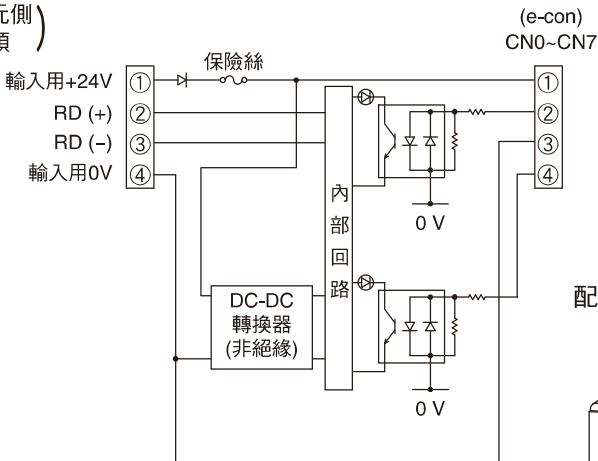 元側
類
(e-con)
CN0~CN7
保險絲
輸入用+24V
RD (+)
RD (−)
輸入用0V
①
②
③
④
①
②
③
④
內部回路
0 V
DC-DC
轉換器
(非絕緣)
0 V
配